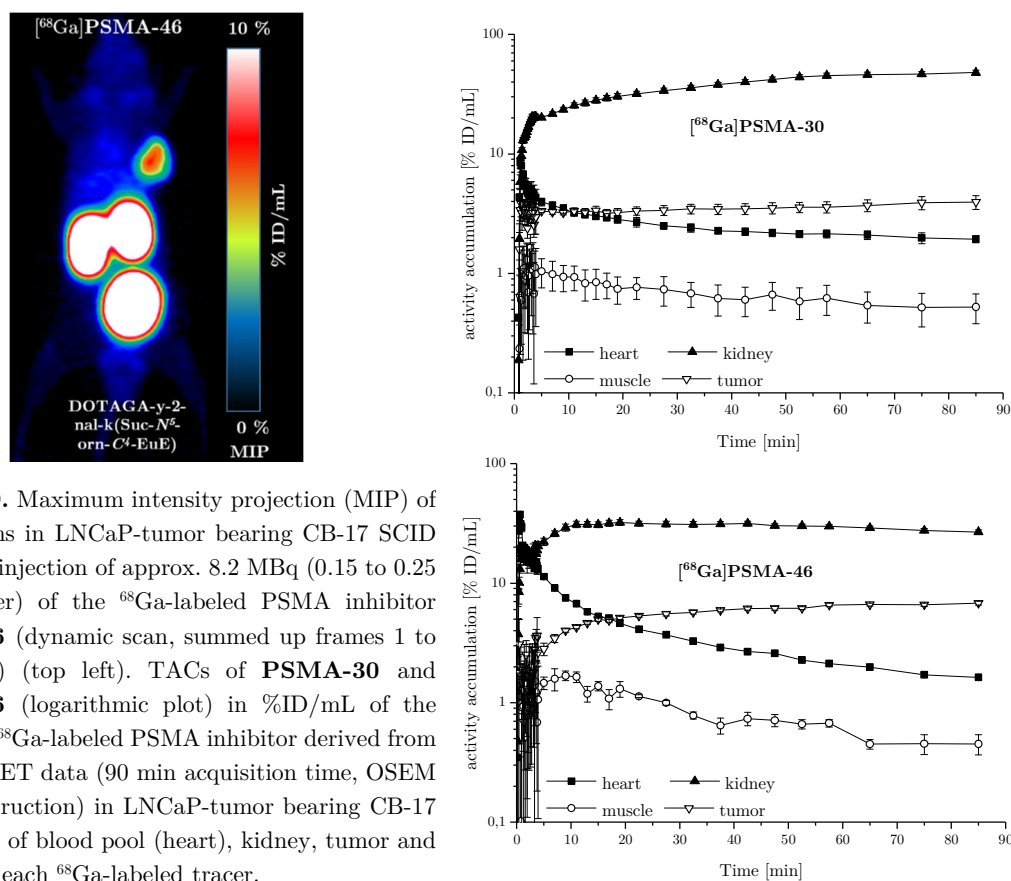 [⁶⁸Ga]PSMA-46
10 %
% ID/mL
DOTAGA-y-2-
nal-k(Suc-N⁵-
orn-C⁴-EuE)
0 %
MIP
. Maximum intensity projection (MIP) of
ns in LNCaP-tumor bearing CB-17 SCID
injection of approx. 8.2 MBq (0.15 to 0.25
er) of the ⁶⁸Ga-labeled PSMA inhibitor
6 (dynamic scan, summed up frames 1 to
) (top left). TACs of PSMA-30 and
6 (logarithmic plot) in %ID/mL of the
⁶⁸Ga-labeled PSMA inhibitor derived from
ET data (90 min acquisition time, OSEM
ruction) in LNCaP-tumor bearing CB-17
of blood pool (heart), kidney, tumor and
each ⁶⁸Ga-labeled tracer.
activity accumulation [% ID/mL]
100
10
1
0,1
[⁶⁸Ga]PSMA-30
heart
kidney
muscle
tumor
0 10 20 30 40 50 60 70 80 90
Time [min]
activity accumulation [% ID/mL]
100
10
1
0,1
[⁶⁸Ga]PSMA-46
heart
kidney
muscle
tumor
0 10 20 30 40 50 60 70 80 90
Time [min]